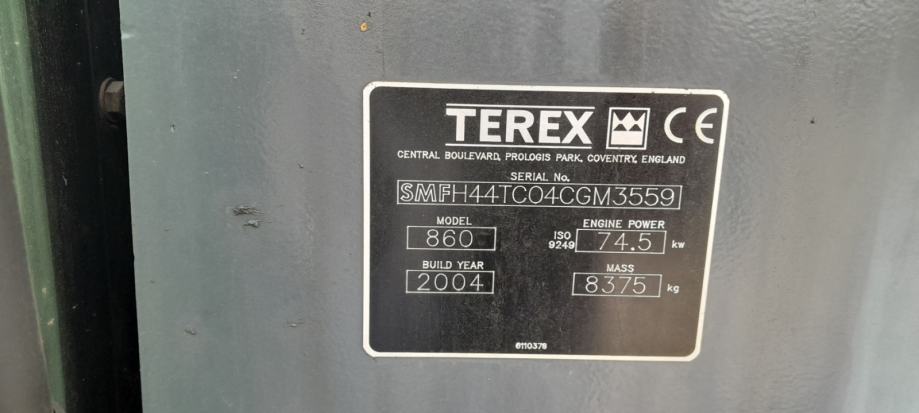 TEREX CE
CENTRAL BOULEVARD, PROLOGIS PARK, COVENTRY, ENGLAND
SERIAL No.
SMFH44TC04CGM3559
MODEL
860
ENGINE POWER
ISO 9249 74.5 kw
BUILD YEAR
2004
MASS
8375 kg
6110378